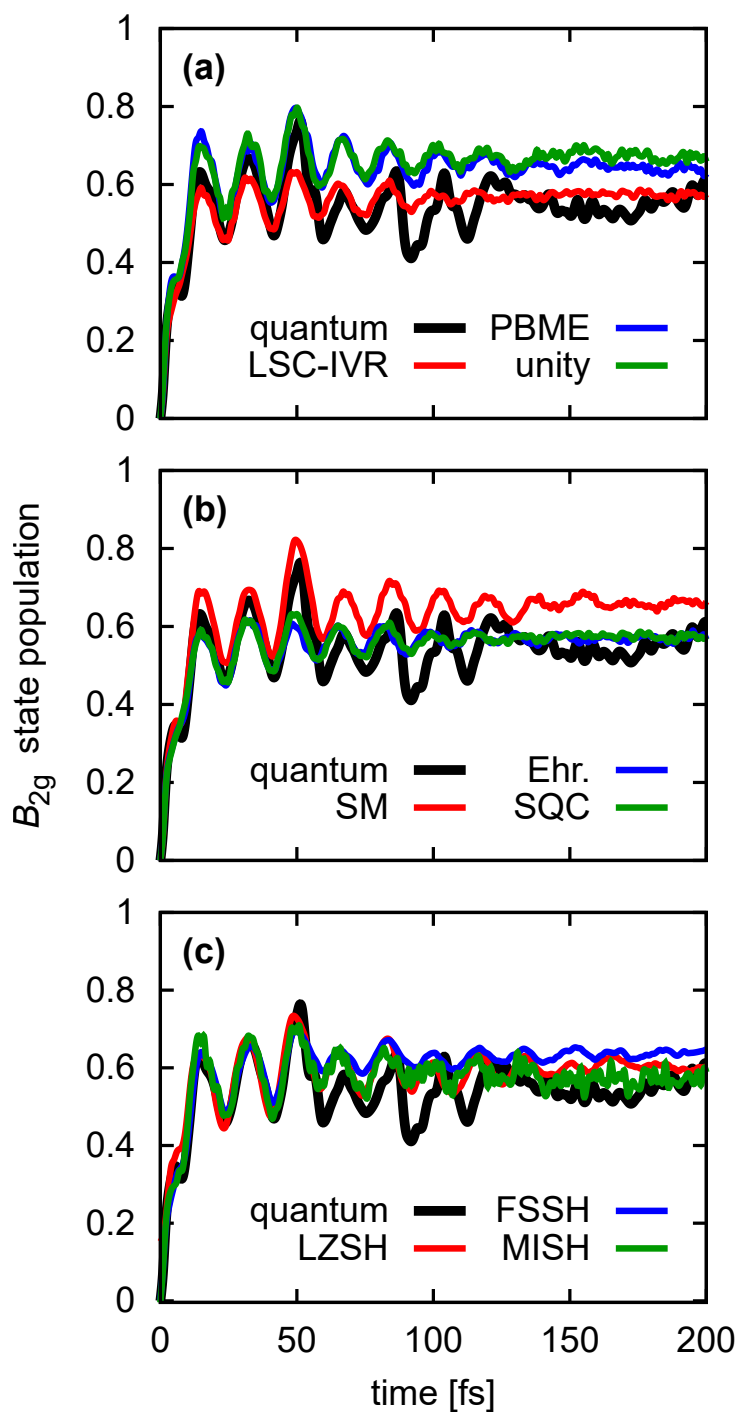 1
(a)
0.8
0.6
0.4
quantum PBME
0.2
LSC-IVR unity
0
1
(b)
0.8
0.6
0.4
quantum Ehr.
0.2
SM SQC
0
B2g state population
1
(c)
0.8
0.6
0.4
quantum FSSH
0.2
LZSH MISH
0
0 50 100 150 200
time [fs]